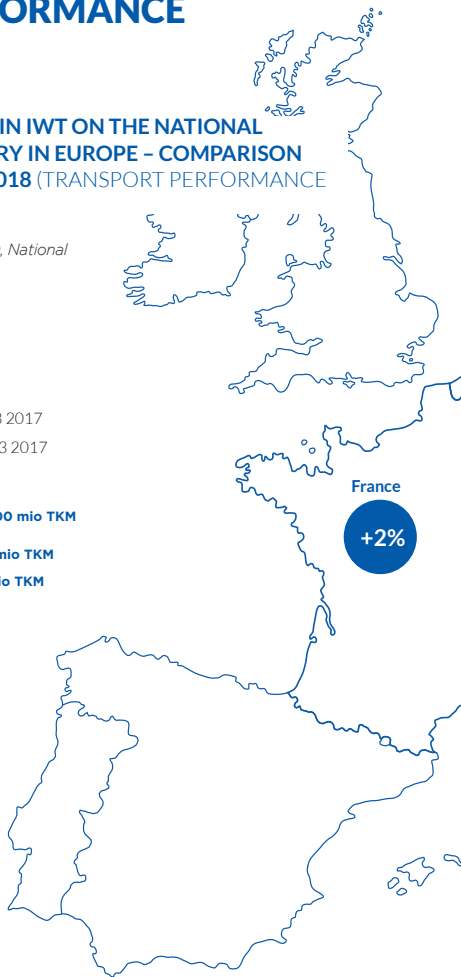 ORMANCE
IN IWT ON THE NATIONAL
RY IN EUROPE – COMPARISON
018 (TRANSPORT PERFORMANCE
, National
3 2017
3 2017
00 mio TKM
mio TKM
io TKM
France
+2%